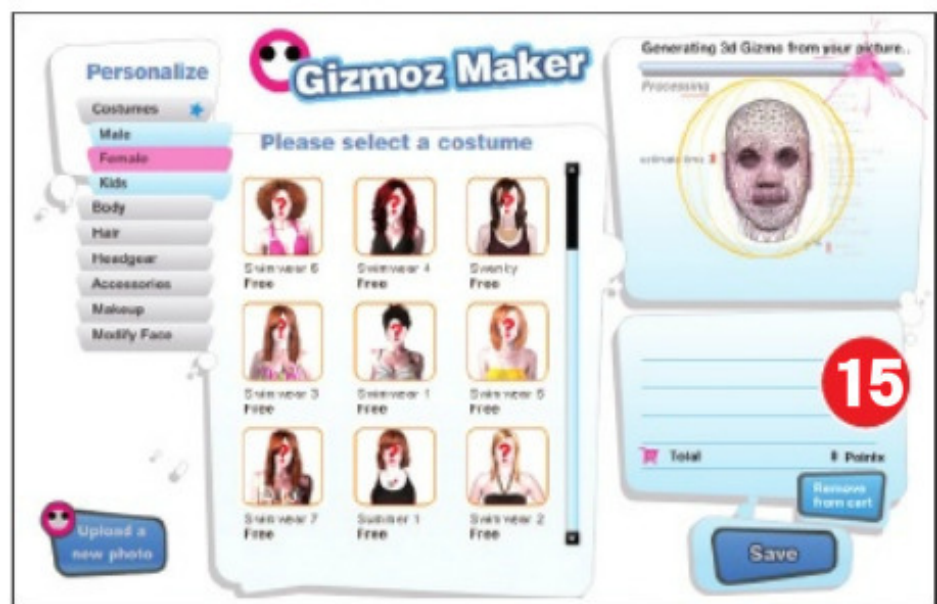 Gizmoz Maker
Personalize
Costumes
Male
Female
Kids
Body
Hair
Headgear
Accessories
Makeup
Modify Face
Upload a
new photo
Please select a costume
Swimwear 6
Free
Swimwear 4
Free
Swanky
Free
Swimwear 3
Free
Swimwear 1
Free
Swimwear 5
Free
Swimwear 7
Free
Summer 1
Free
Swimwear 2
Free
Generating 3d Gizmo from your picture..
Processing
15
Total
0 Points
Remove
from cart
Save